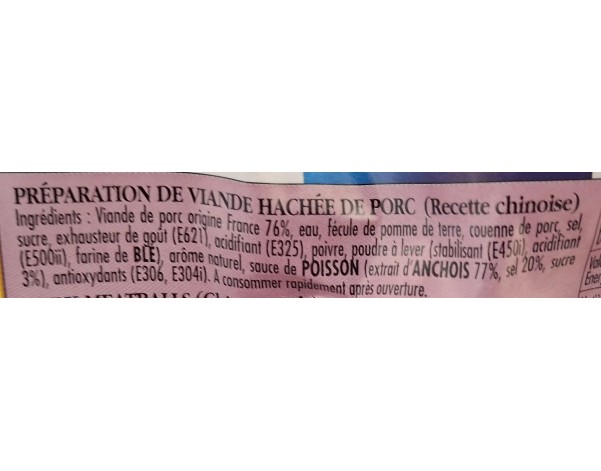 PRÉPARATION DE VIANDE HACHÉE DE PORC (Recette chinoise)
Ingrédients : Viande de porc origine France 76%, eau, fécule de pomme de terre, couenne de porc, sel,
sucre, exhausteur de goût (E621), acidifiant (E325), poivre, poudre à lever (stabilisant (E450i), acidifiant
(E500ii), farine de BLÉ), arôme naturel, sauce de POISSON (extrait d'ANCHOIS 77%, sel 20%, sucre
3%), antioxydants (E306, E304i). A consommer rapidement après ouverture.
MEATBALLS